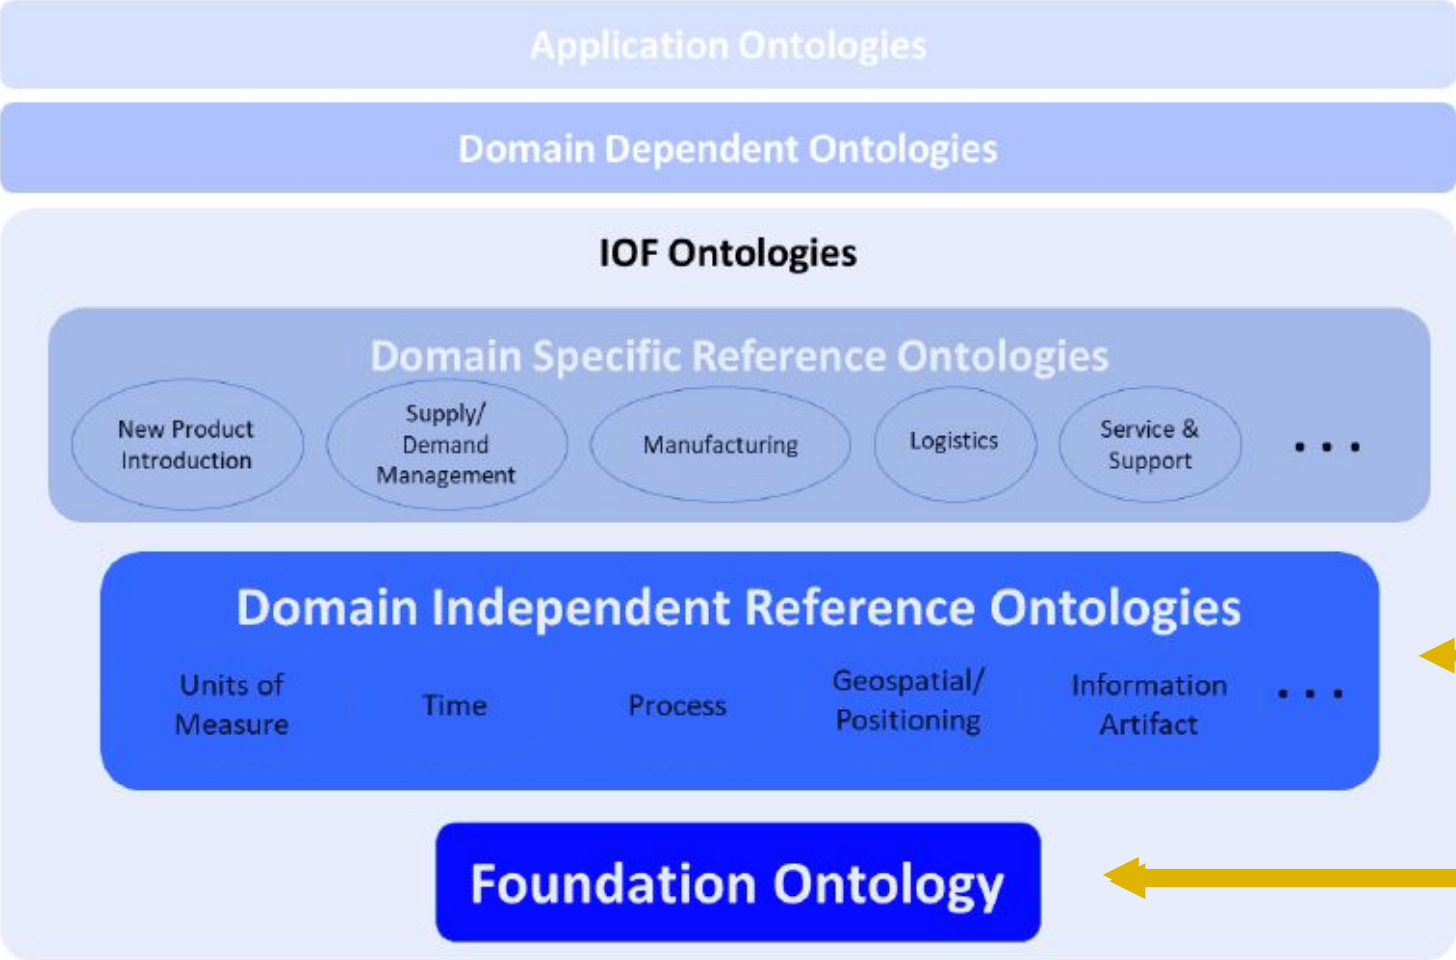 Application Ontologies
Domain Dependent Ontologies
IOF Ontologies
Domain Specific Reference Ontologies
New Product
Introduction
Supply/
Demand
Management
Manufacturing
Logistics
Service &
Support
...
Domain Independent Reference Ontologies
Units of
Measure
Time
Process
Geospatial/
Positioning
Information
Artifact
...
Foundation Ontology